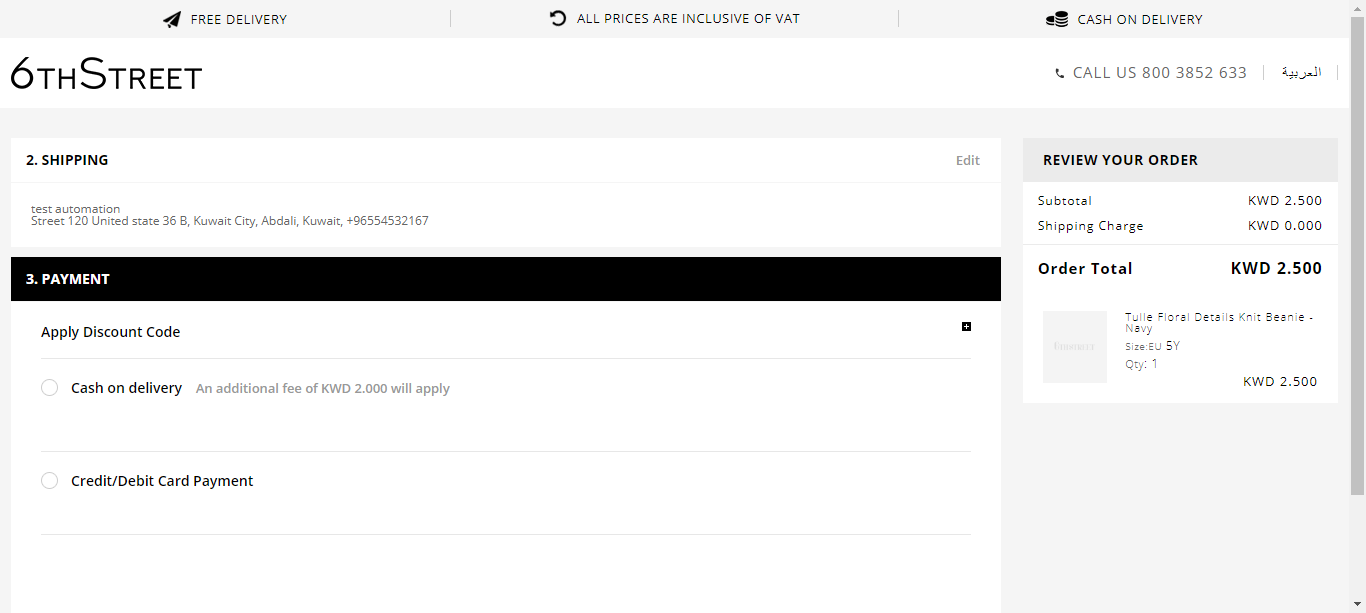 FREE DELIVERY
ALL PRICES ARE INCLUSIVE OF VAT
CASH ON DELIVERY
6THSTREET
CALL US 800 3852 633
العربية
2. SHIPPING
Edit
test automation
Street 120 United state 36 B, Kuwait City, Abdali, Kuwait, +96554532167
3. PAYMENT
Apply Discount Code
Cash on delivery An additional fee of KWD 2.000 will apply
Credit/Debit Card Payment
REVIEW YOUR ORDER
Subtotal KWD 2.500
Shipping Charge KWD 0.000
Order Total KWD 2.500
Tulle Floral Details Knit Beanie -
Navy
Size:EU 5Y
Qty: 1
KWD 2.500